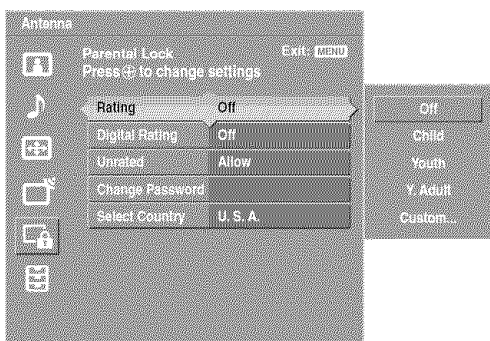 Antenna
Parental Lock
Exit: MENU
Press to change settings
Rating Off
Digital Rating Off
Unrated Allow
Change Password
Select Country U. S. A.
Off
Child
Youth
Y. Adult
Custom...